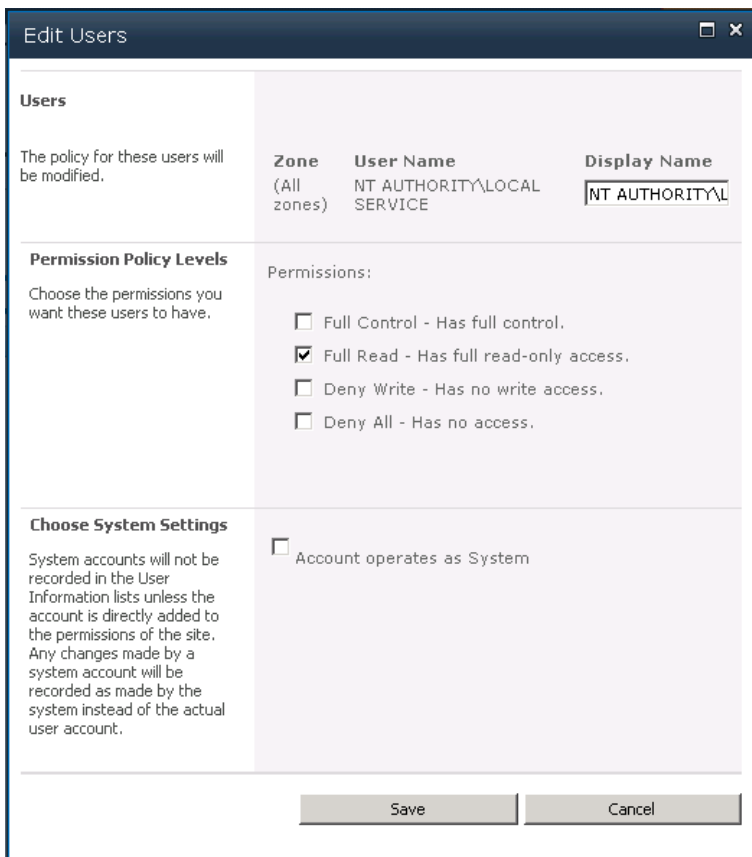 Edit Users
Users
The policy for these users will
be modified.
Zone User Name Display Name
(All NT AUTHORITY\LOCAL
zones) SERVICE
NT AUTHORITY\L
Permission Policy Levels
Choose the permissions you
want these users to have.
Permissions:
Full Control - Has full control.
Full Read - Has full read-only access.
Deny Write - Has no write access.
Deny All - Has no access.
Choose System Settings
System accounts will not be
recorded in the User
Information lists unless the
account is directly added to
the permissions of the site.
Any changes made by a
system account will be
recorded as made by the
system instead of the actual
user account.
Account operates as System
Save Cancel